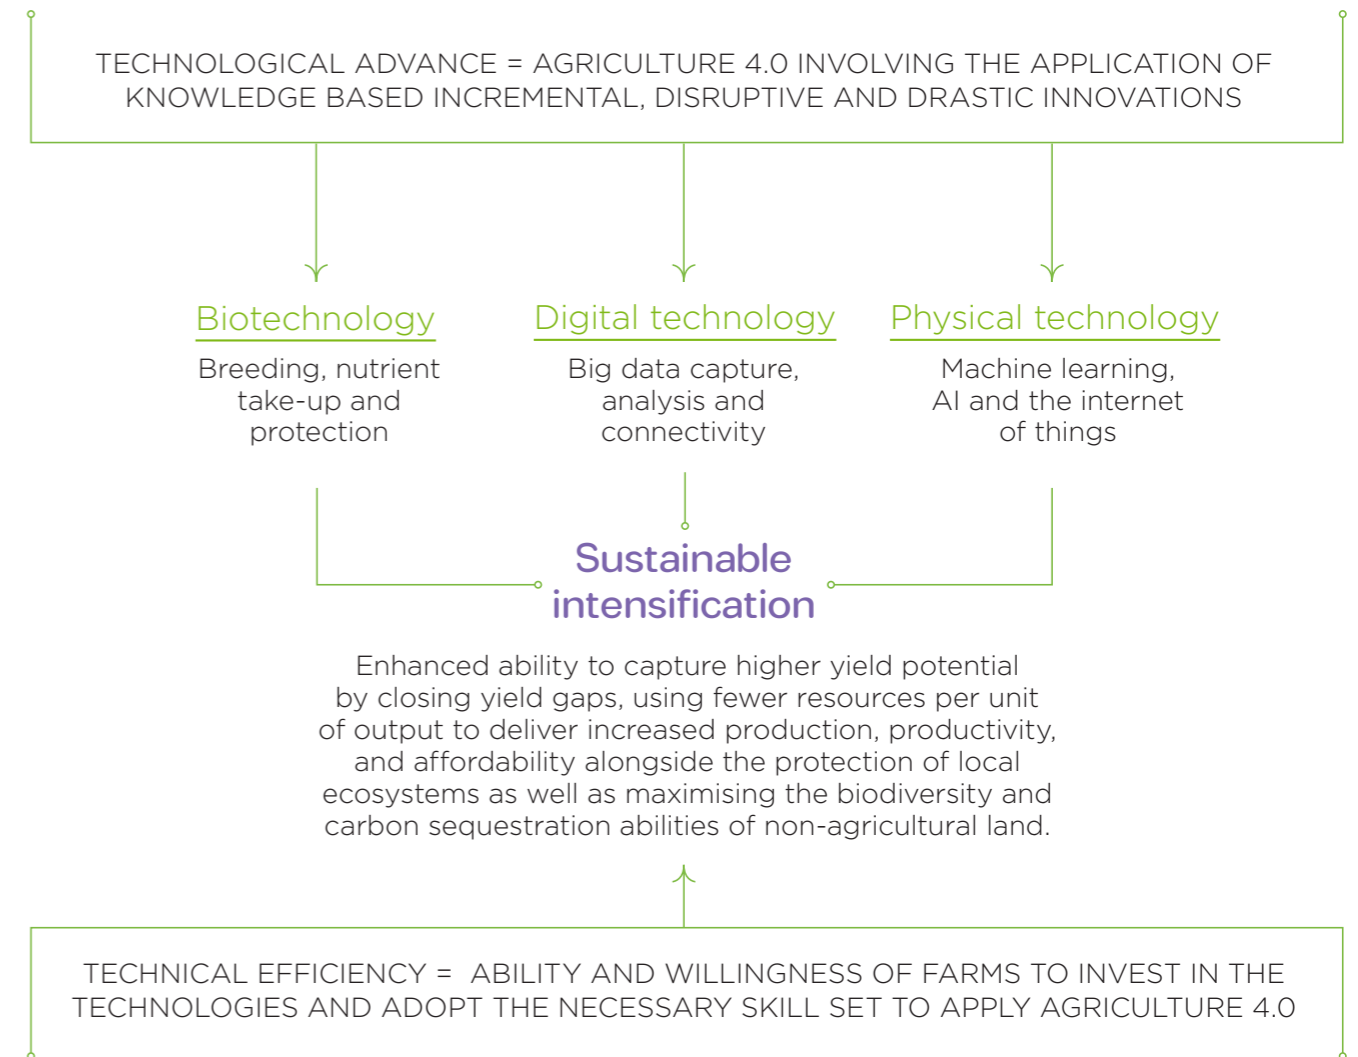 TECHNOLOGICAL ADVANCE = AGRICULTURE 4.0 INVOLVING THE APPLICATION OF
KNOWLEDGE BASED INCREMENTAL, DISRUPTIVE AND DRASTIC INNOVATIONS
Biotechnology
Breeding, nutrient
take-up and
protection
Digital technology
Big data capture,
analysis and
connectivity
Physical technology
Machine learning,
AI and the internet
of things
Sustainable
intensification
Enhanced ability to capture higher yield potential
by closing yield gaps, using fewer resources per unit
of output to deliver increased production, productivity,
and affordability alongside the protection of local
ecosystems as well as maximising the biodiversity and
carbon sequestration abilities of non-agricultural land.
TECHNICAL EFFICIENCY = ABILITY AND WILLINGNESS OF FARMS TO INVEST IN THE
TECHNOLOGIES AND ADOPT THE NECESSARY SKILL SET TO APPLY AGRICULTURE 4.0